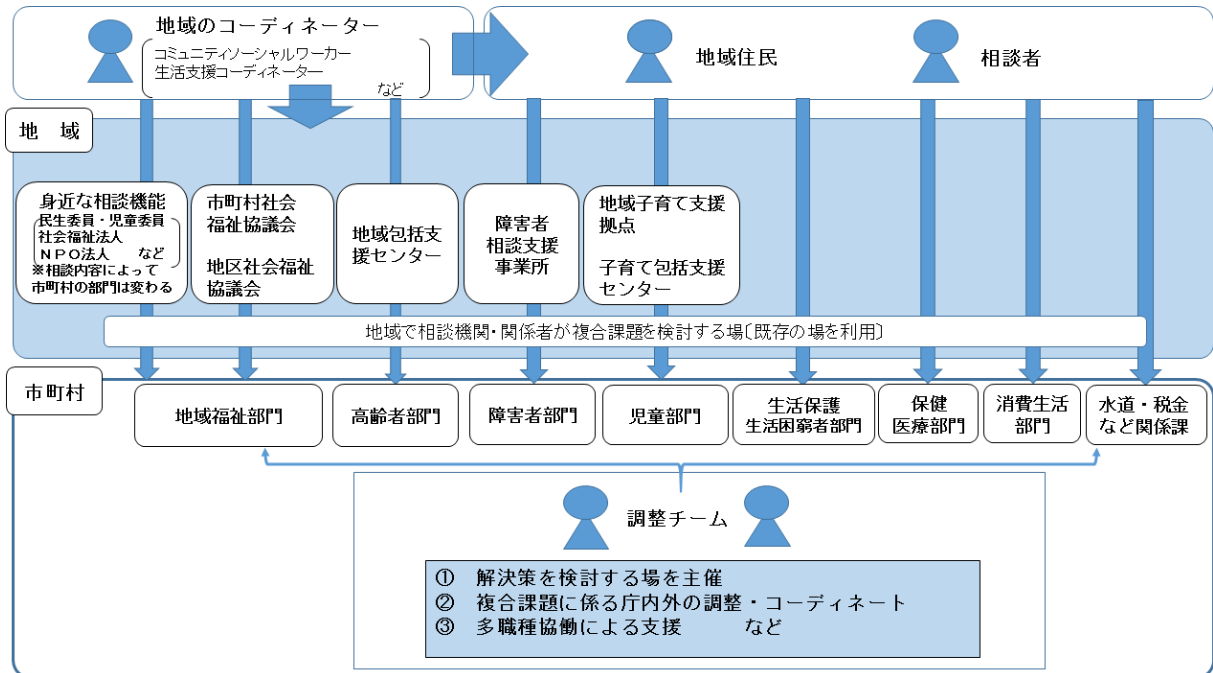 地域のコーディネーター
コミュニティソーシャルワーカー
生活支援コーディネーター
など
地域住民
相談者
地　域
身近な相談機能
民生委員・児童委員
社会福祉法人
ＮＰＯ法人　など
※相談内容によって
市町村の部門は変わる
市町村社会
福祉協議会
地区社会福祉
協議会
地域包括支
援センター
障害者
相談支援
事業所
地域子育て支援
拠点
子育て包括支援
センター
地域で相談機関・関係者が複合課題を検討する場〔既存の場を利用〕
市町村
地域福祉部門
高齢者部門
障害者部門
児童部門
生活保護
生活困窮者部門
保健
医療部門
消費生活
部門
水道・税金
など関係課
調整チーム
①　解決策を検討する場を主催
②　複合課題に係る庁内外の調整・コーディネート
③　多職種協働による支援　　など